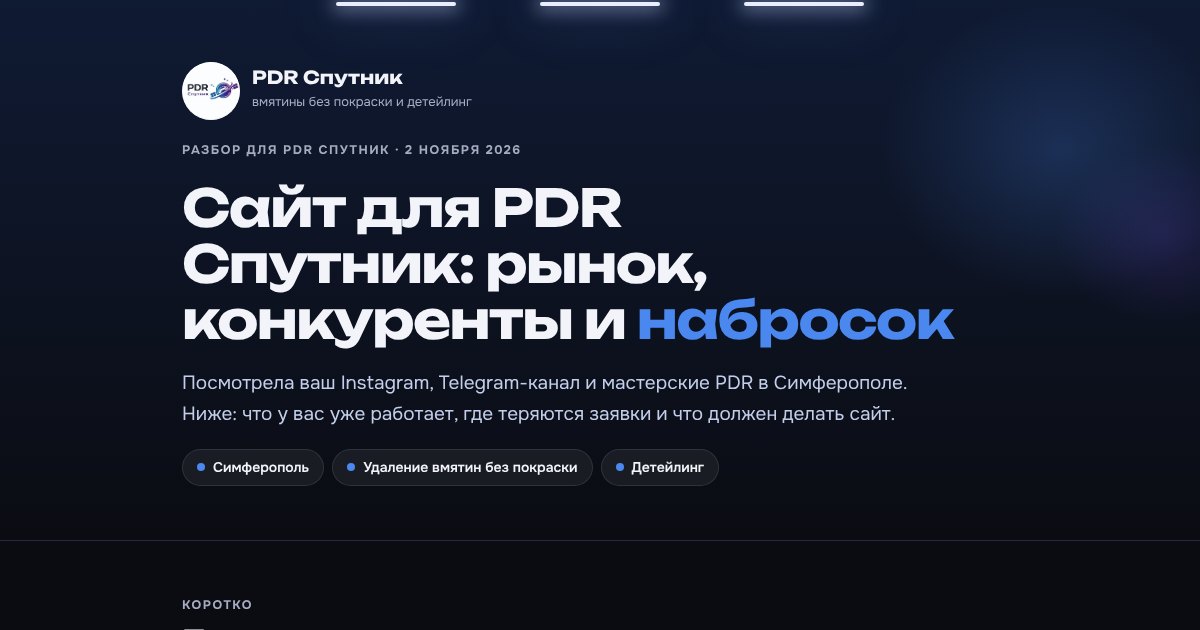 PDR
Спутник
PDR Спутник
вмятины без покраски и детейлинг
РАЗБОР ДЛЯ PDR СПУТНИК · 2 НОЯБРЯ 2026
Сайт для PDR
Спутник: рынок,
конкуренты и набросок
Посмотрела ваш Instagram, Telegram-канал и мастерские PDR в Симферополе.
Ниже: что у вас уже работает, где теряются заявки и что должен делать сайт.
Симферополь
Удаление вмятин без покраски
Детейлинг
КОРОТКО